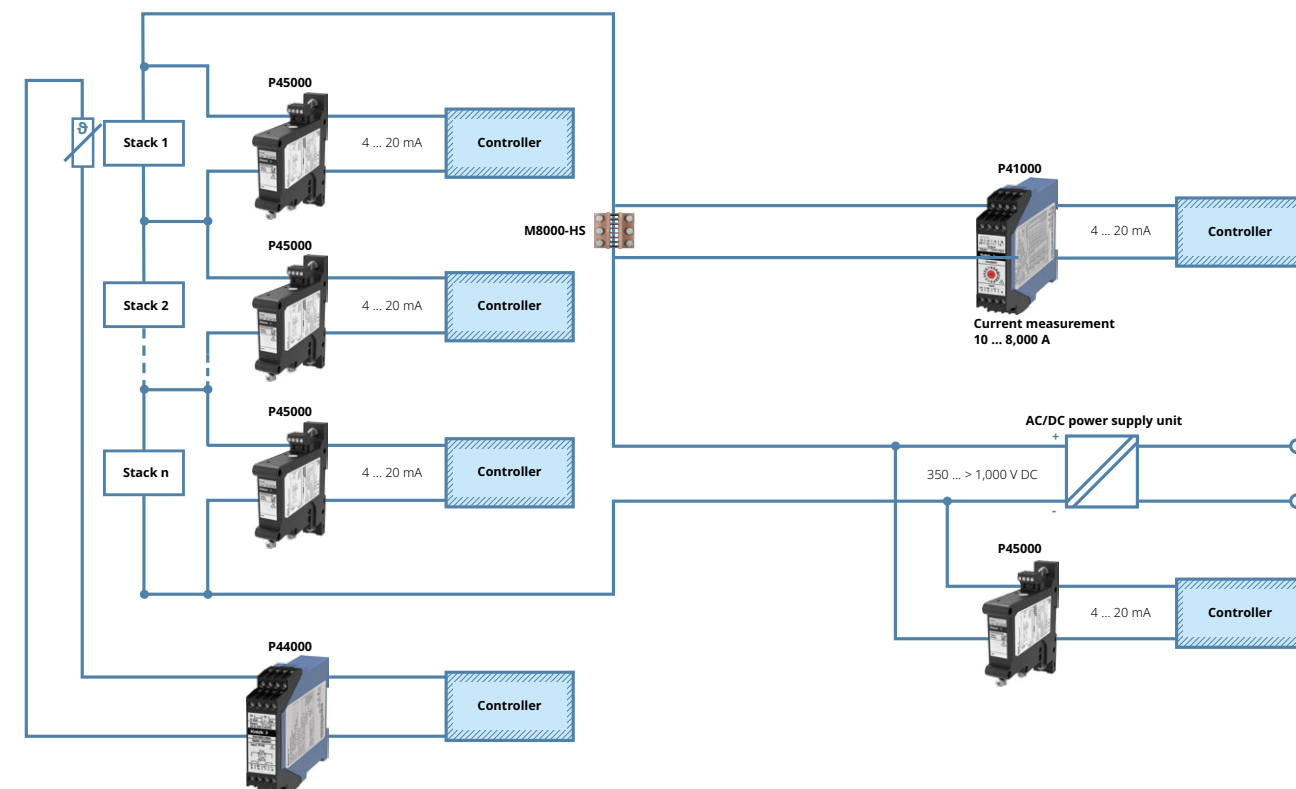 P45000
ϑ
Stack 1
4 ... 20 mA
Controller
P41000
M8000-HS
4 ... 20 mA
Controller
P45000
Stack 2
4 ... 20 mA
Controller
Current measurement
10 ... 8,000 A
P45000
AC/DC power supply unit
+
Stack n
4 ... 20 mA
Controller
350 ... > 1,000 V DC
-
P45000
4 ... 20 mA
Controller
P44000
Controller
Knick